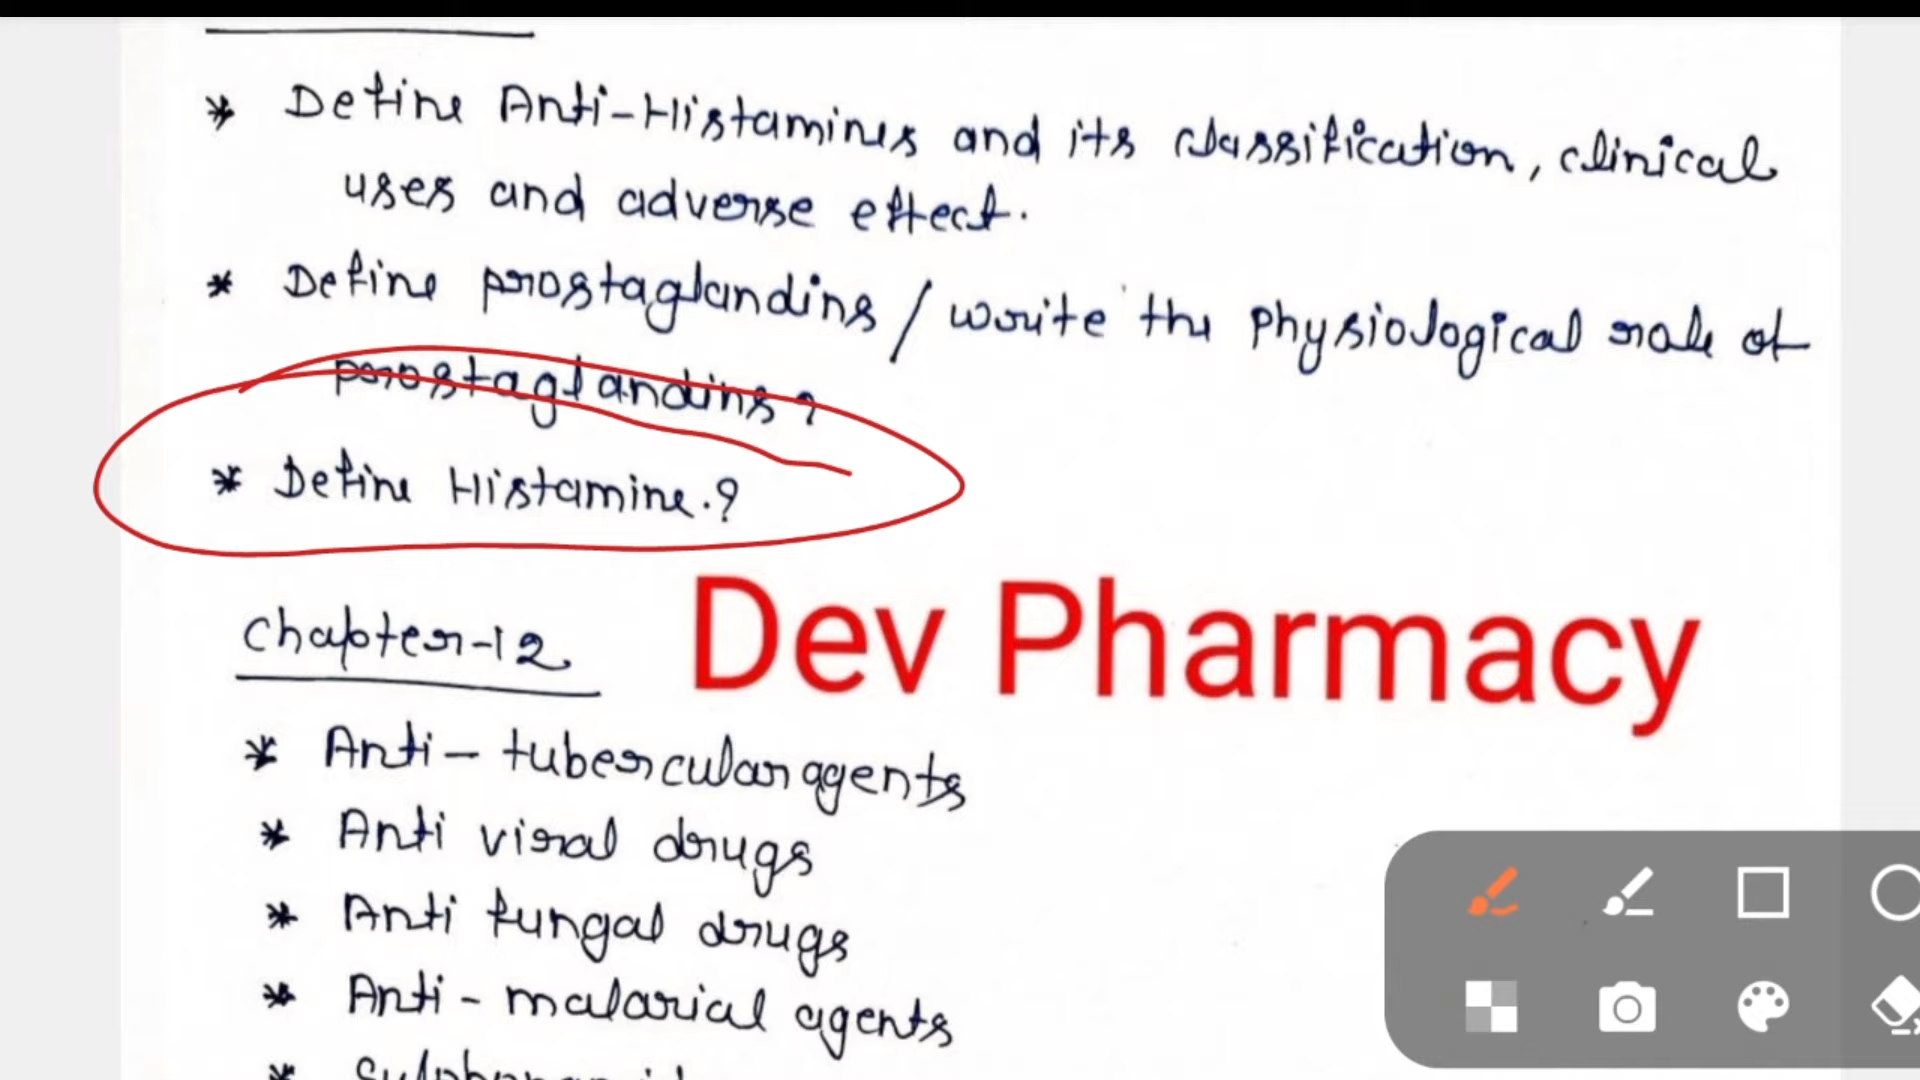 * Define Anti-Histamines and its classification, clinical
uses and adverse effect.
* Define prostaglandins / write the physiological role of
prostaglandins ?
* Define Histamine. ?
Chapter-12
Dev Pharmacy
* Anti - tubercular agents
* Anti viral drugs
* Anti fungal drugs
* Anti - malarial agents
*